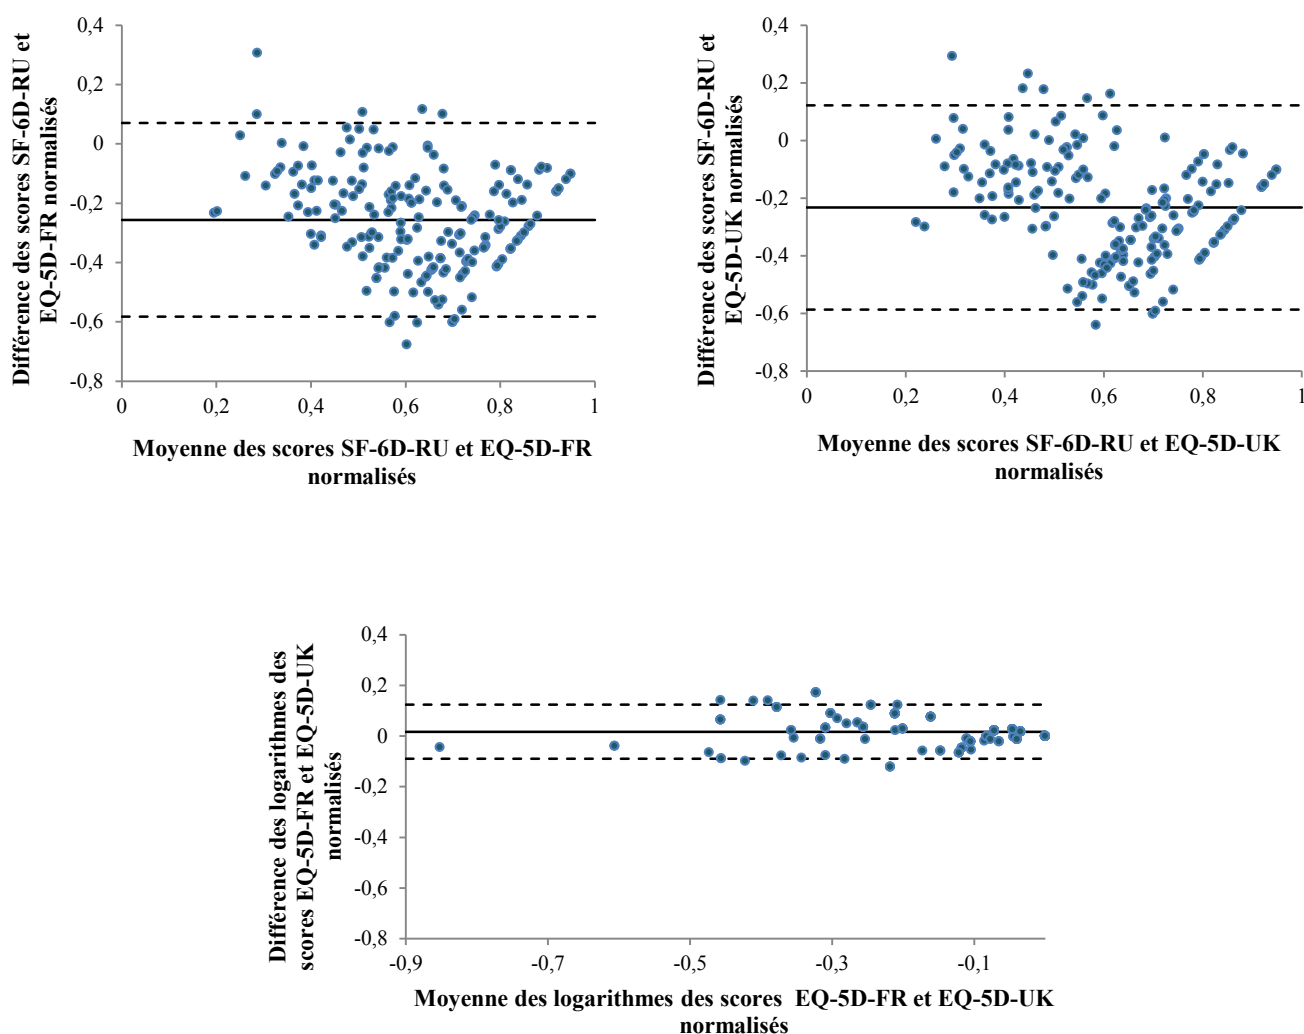 Différence des scores SF-6D-RU et
EQ-5D-FR normalisés
0,4
0,2
0
-0,2
-0,4
-0,6
-0,8
0
0,2
0,4
0,6
0,8
1
Moyenne des scores SF-6D-RU et EQ-5D-FR
normalisés
Différence des scores SF-6D-RU et
EQ-5D-UK normalisés
0,4
0,2
0
-0,2
-0,4
-0,6
-0,8
0
0,2
0,4
0,6
0,8
1
Moyenne des scores SF-6D-RU et EQ-5D-UK
normalisés
Différence des logarithmes des
scores EQ-5D-FR et EQ-5D-UK
normalisés
0,4
0,2
0
-0,2
-0,4
-0,6
-0,8
-0,9
-0,7
-0,5
-0,3
-0,1
Moyenne des logarithmes des scores EQ-5D-FR et EQ-5D-UK
normalisés